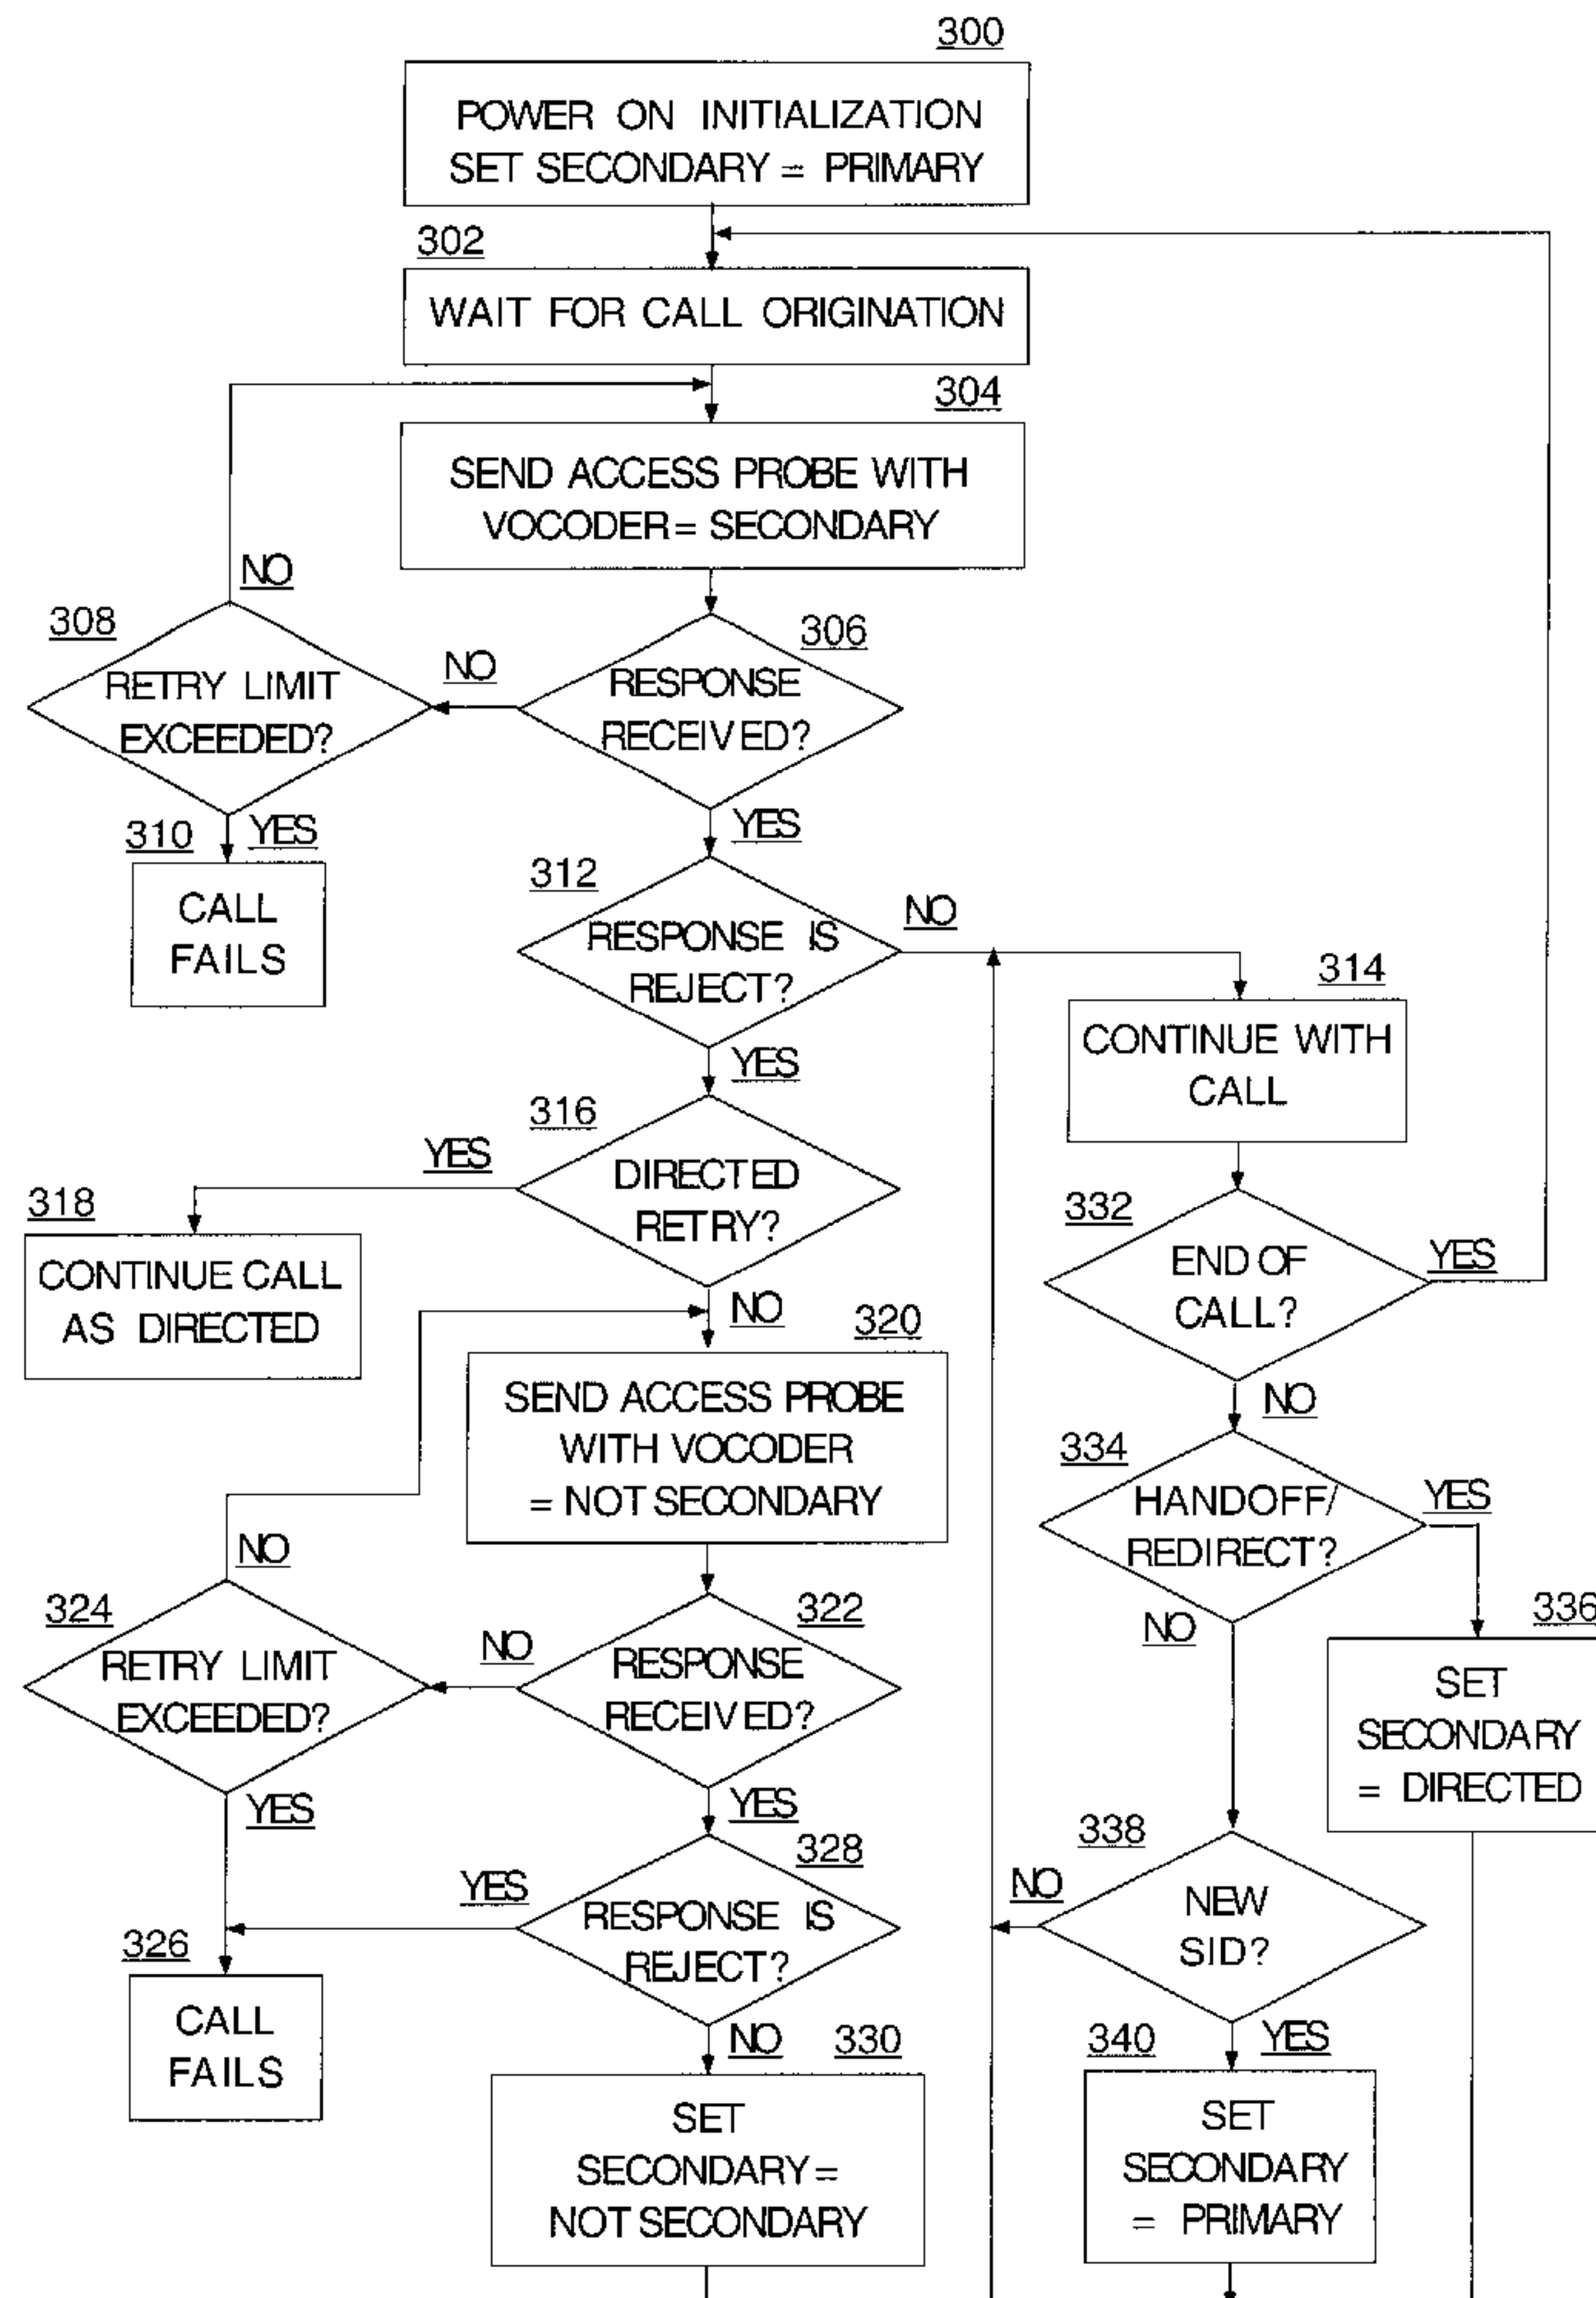 300
POWER ON INITIALIZATION
SET SECONDARY = PRIMARY
302
WAIT FOR CALL ORIGINATION
304
SEND ACCESS PROBE WITH
VOCODER = SECONDARY
NO
308
RETRY LIMIT
EXCEEDED?
NO
306
RESPONSE
RECEIVED?
310
YES
CALL
FAILS
YES
312
RESPONSE IS
REJECT?
NO
314
CONTINUE WITH
CALL
YES
316
DIRECTED
RETRY?
YES
318
CONTINUE CALL
AS DIRECTED
332
END OF
CALL?
YES
NO
320
SEND ACCESS PROBE
WITH VOCODER
= NOT SECONDARY
NO
334
HANDOFF/
REDIRECT?
YES
NO
324
RETRY LIMIT
EXCEEDED?
NO
322
RESPONSE
RECEIVED?
NO
336
SET
SECONDARY
= DIRECTED
YES
YES
328
RESPONSE IS
REJECT?
YES
338
NEW
SID?
NO
326
CALL
FAILS
NO
330
SET
SECONDARY =
NOT SECONDARY
340
YES
SET
SECONDARY
= PRIMARY